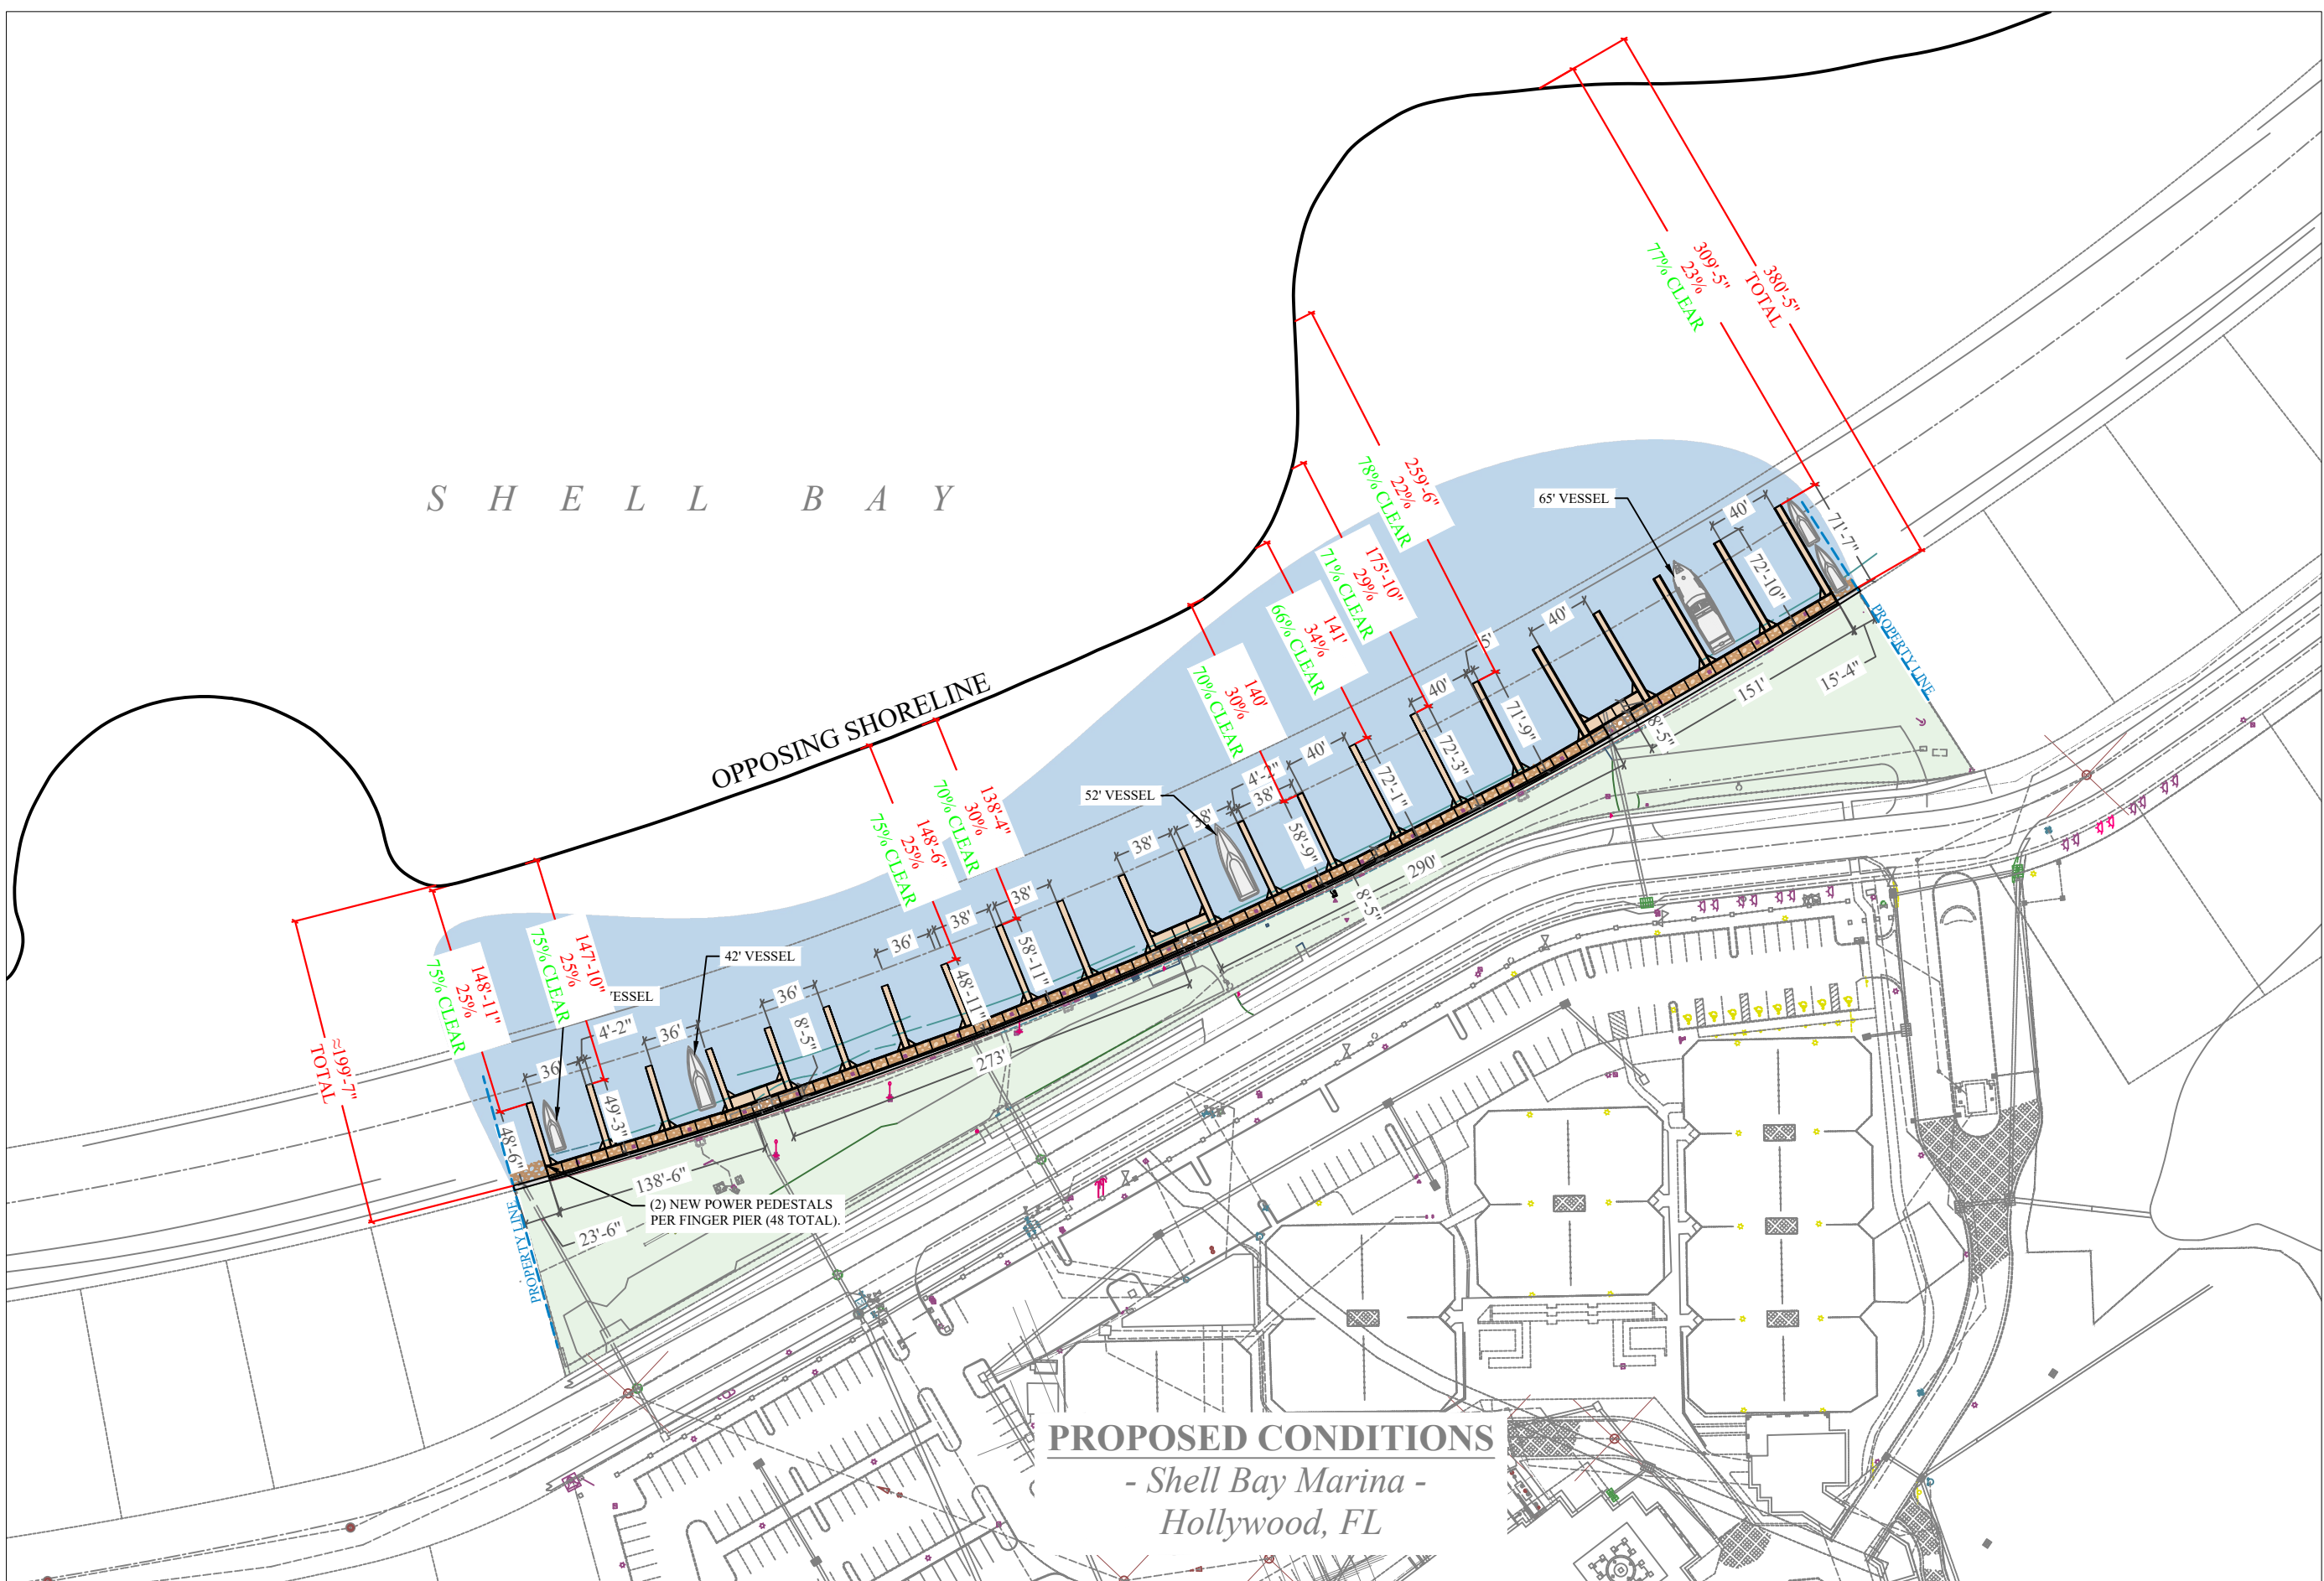 380'-5"
TOTAL
309'-5"
23%
77% CLEAR
259'-6"
22%
78% CLEAR
175'-10"
29%
71% CLEAR
141'
34%
66% CLEAR
140'
30%
70% CLEAR
138'-4"
30%
70% CLEAR
148'-6"
25%
75% CLEAR
147'-10"
25%
75% CLEAR
148'-11"
25%
75% CLEAR
≈199'-7"
TOTAL
SHELL BAY
OPPOSING SHORELINE
65' VESSEL
52' VESSEL
42' VESSEL
VESSEL
40'
71'-7"
72'-10"
40'
40'
71'-9"
72'-3"
40'
72'-1"
4'-2"
38'
58'-9"
38'
38'
38'
38'
58'-11"
36'
48'-11"
36'
8'-5"
36'
4'-2"
36'
49'-3"
48'-6"
PROPERTY LINE
15'-4"
151'
8'-5"
290'
8'-5"
273'
138'-6"
23'-6"
PROPERTY LINE
(2) NEW POWER PEDESTALS
PER FINGER PIER (48 TOTAL).
PROPOSED CONDITIONS
- Shell Bay Marina -
Hollywood, FL